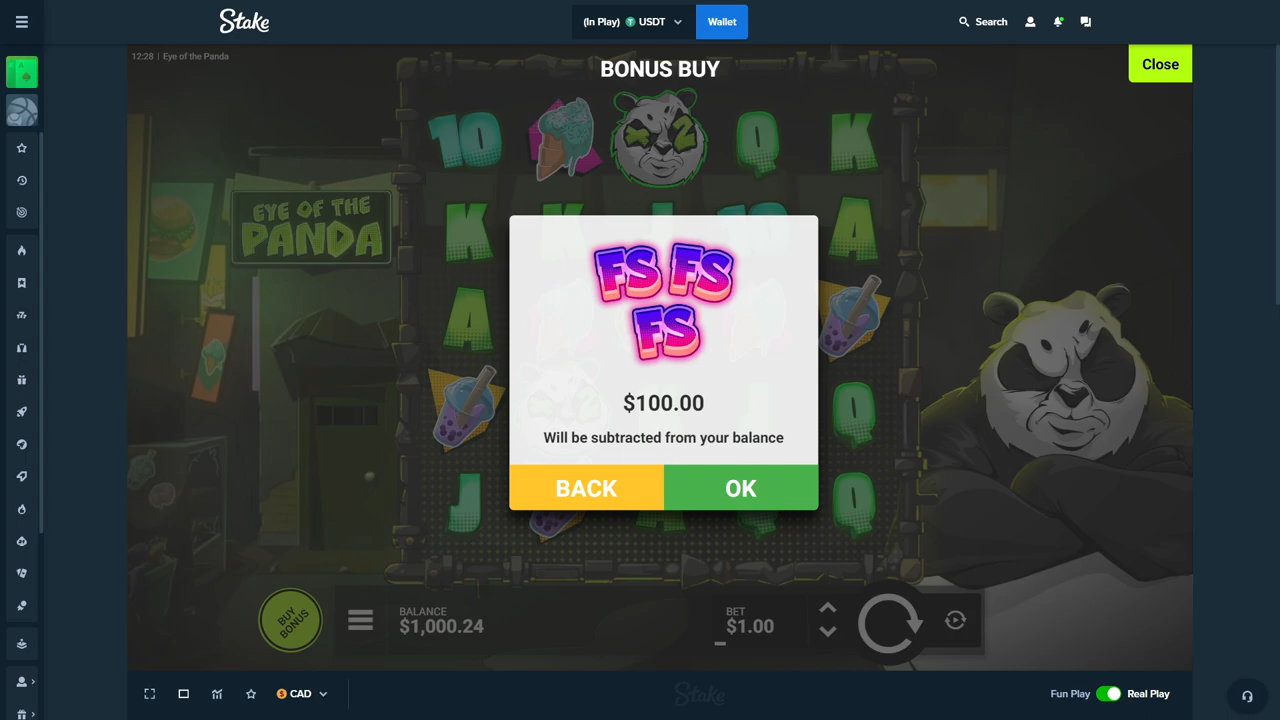 Stake
(In Play) USDT
Wallet
Search
12:28 | Eye of the Panda
BONUS BUY
Close
10
x2
Q
K
EYE OF THE
PANDA
K
K
A
A
FS FS
FS
$100.00
Will be subtracted from your balance
BACK
OK
Q
J
Q
BUY
BONUS
BALANCE
$1,000.24
BET
$1.00
CAD
Stake
Fun Play
Real Play